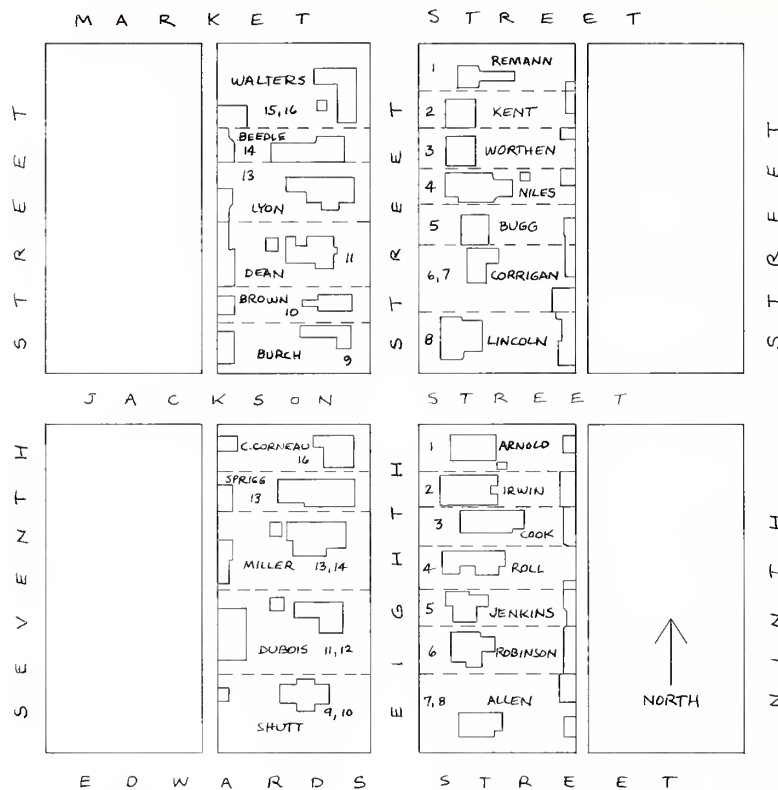 MARKET STREET
WALTERS
15,16
BEEDLE
14
13
LYON
DEAN
11
BROWN
10
BURCH
9
1 REMANN
2 KENT
3 WORTHEN
4 NILES
5 BUGG
6,7 CORRIGAN
8 LINCOLN
JACKSON STREET
C. CORNEAU
16
SPRIGG
13
MILLER 13,14
DUBOIS 11,12
9,10
SHUTT
1 ARNOLD
2 IRWIN
3 COOK
4 ROLL
5 JENKINS
6 ROBINSON
7,8 ALLEN
NORTH
EDWARDS STREET
SEVENTH STREET
EIGHTH STREET
NINTH STREET